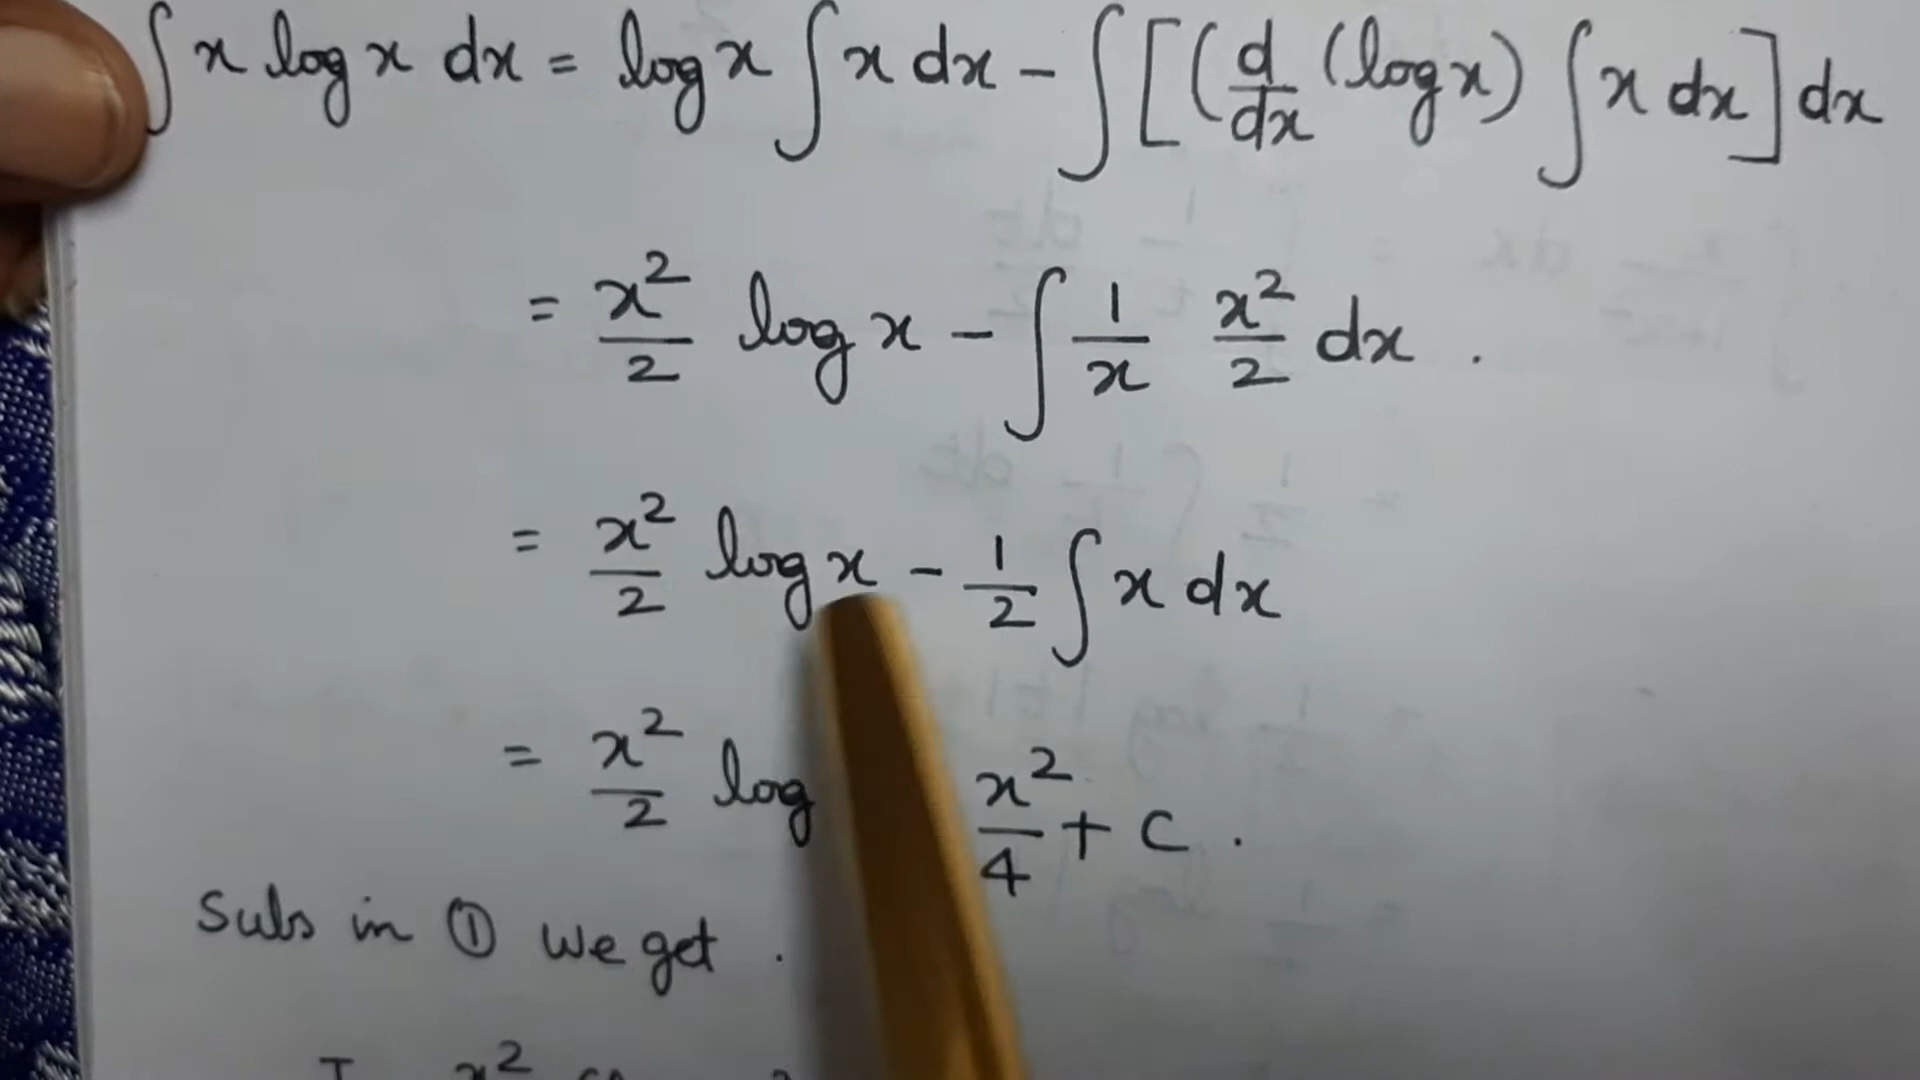 ∫ x log x dx = log x ∫ x dx - ∫ [ ( d/dx (log x) ∫ x dx ] dx
= x²/2 log x - ∫ 1/x x²/2 dx .
= x²/2 log x - 1/2 ∫ x dx
= x²/2 log x²/4 + c .
Subs in ① we get .